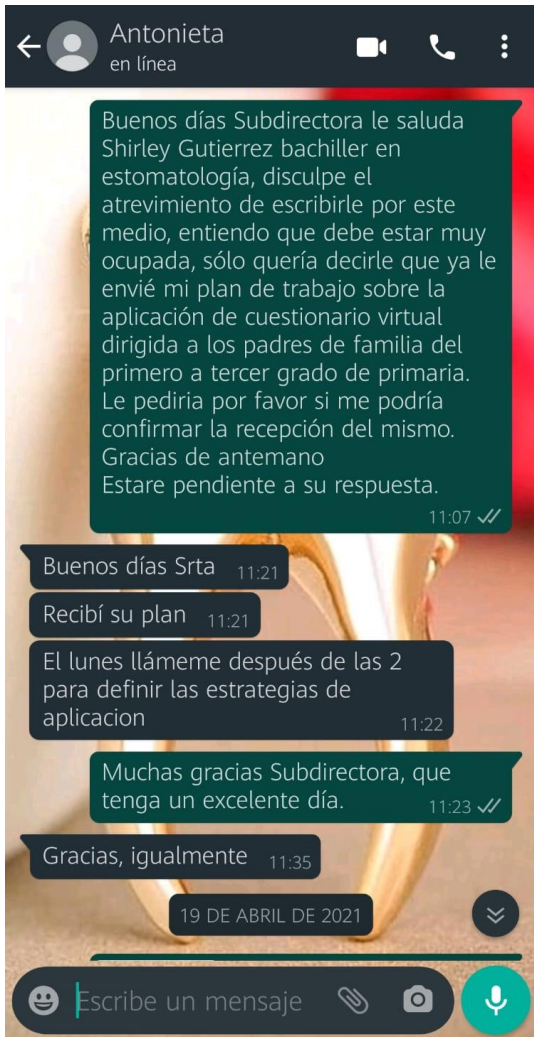 Antonieta
en línea
Buenos días Subdirectora le saluda
Shirley Gutierrez bachiller en
estomatología, disculpe el
atrevimiento de escribirle por este
medio, entiendo que debe estar muy
ocupada, sólo quería decirle que ya le
envié mi plan de trabajo sobre la
aplicación de cuestionario virtual
dirigida a los padres de familia del
primero a tercer grado de primaria.
Le pediria por favor si me podría
confirmar la recepción del mismo.
Gracias de antemano
Estare pendiente a su respuesta.
11:07
Buenos días Srta 11:21
Recibí su plan 11:21
El lunes llámeme después de las 2
para definir las estrategias de
aplicacion 11:22
Muchas gracias Subdirectora, que
tenga un excelente día. 11:23
Gracias, igualmente 11:35
19 DE ABRIL DE 2021
Escribe un mensaje